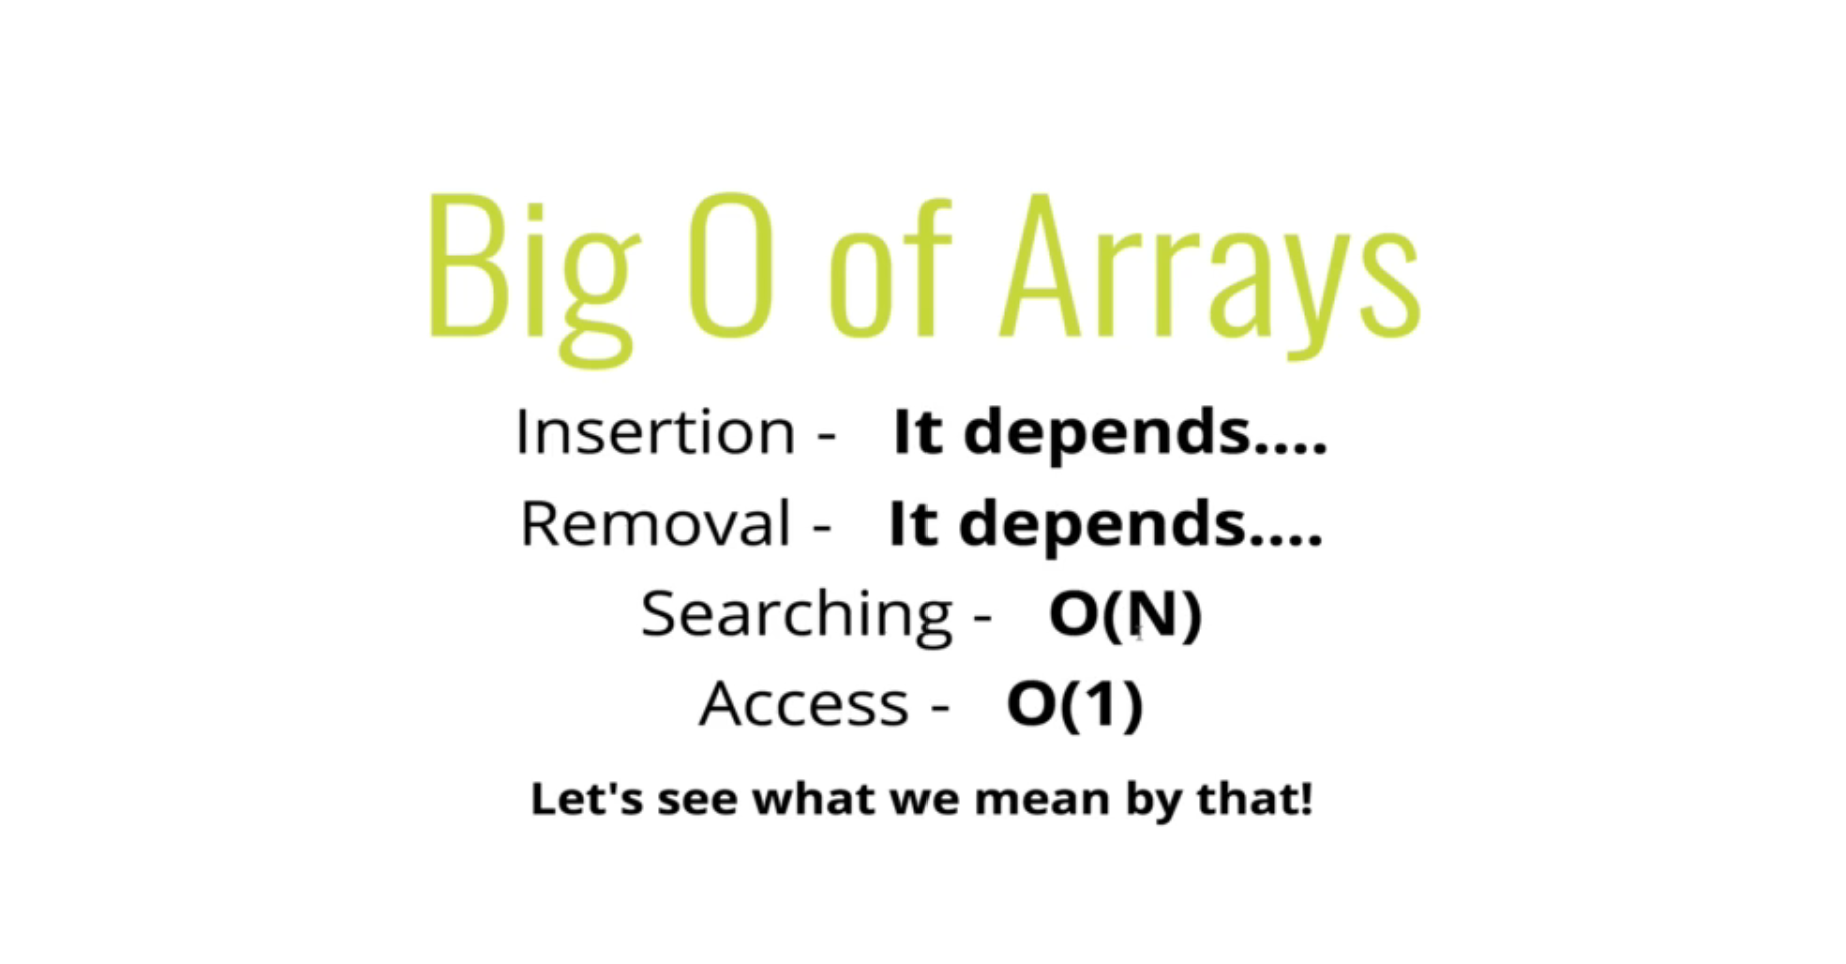 Big O of Arrays
Insertion - It depends....
Removal - It depends....
Searching - O(N)
Access - O(1)
Let's see what we mean by that!